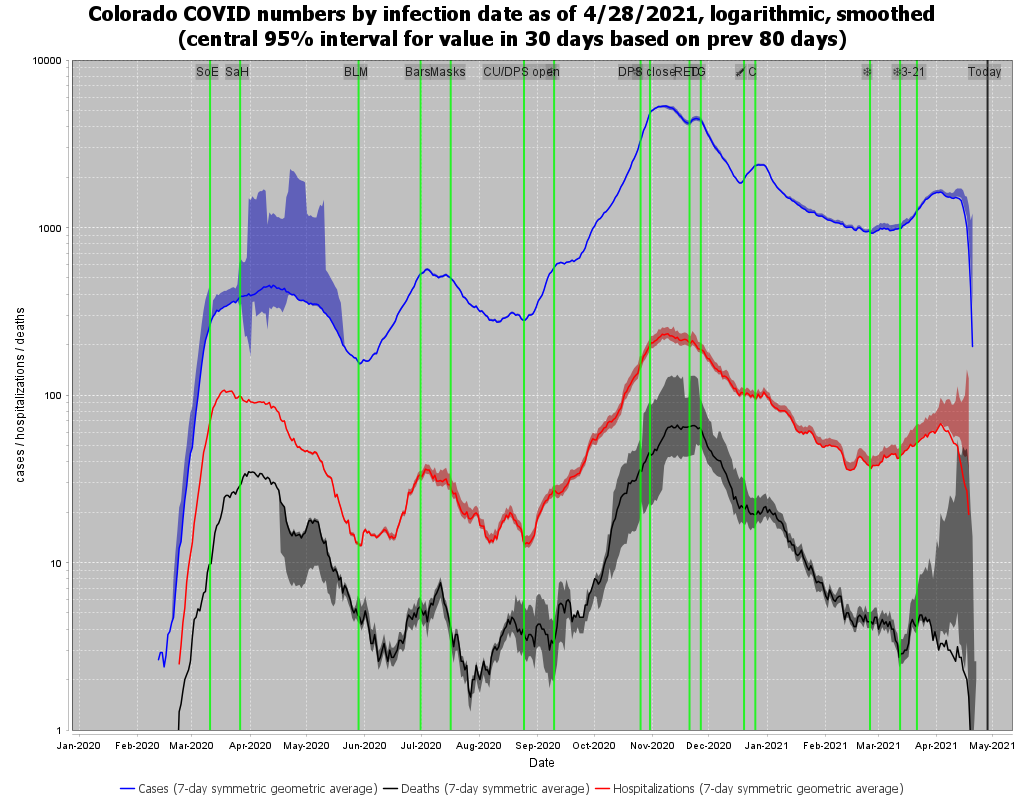 Colorado COVID numbers by infection date as of 4/28/2021, logarithmic, smoothed
(central 95% interval for value in 30 days based on prev 80 days)
10000
SoE SaH BLM Bars Masks CU/DPS open DPS close RED TG C 3-21 Today
1000
100
10
1
cases / hospitalizations / deaths
Jan-2020 Feb-2020 Mar-2020 Apr-2020 May-2020 Jun-2020 Jul-2020 Aug-2020 Sep-2020 Oct-2020 Nov-2020 Dec-2020 Jan-2021 Feb-2021 Mar-2021 Apr-2021 May-2021
Date
Cases (7-day symmetric geometric average) Deaths (7-day symmetric geometric average) Hospitalizations (7-day symmetric geometric average)